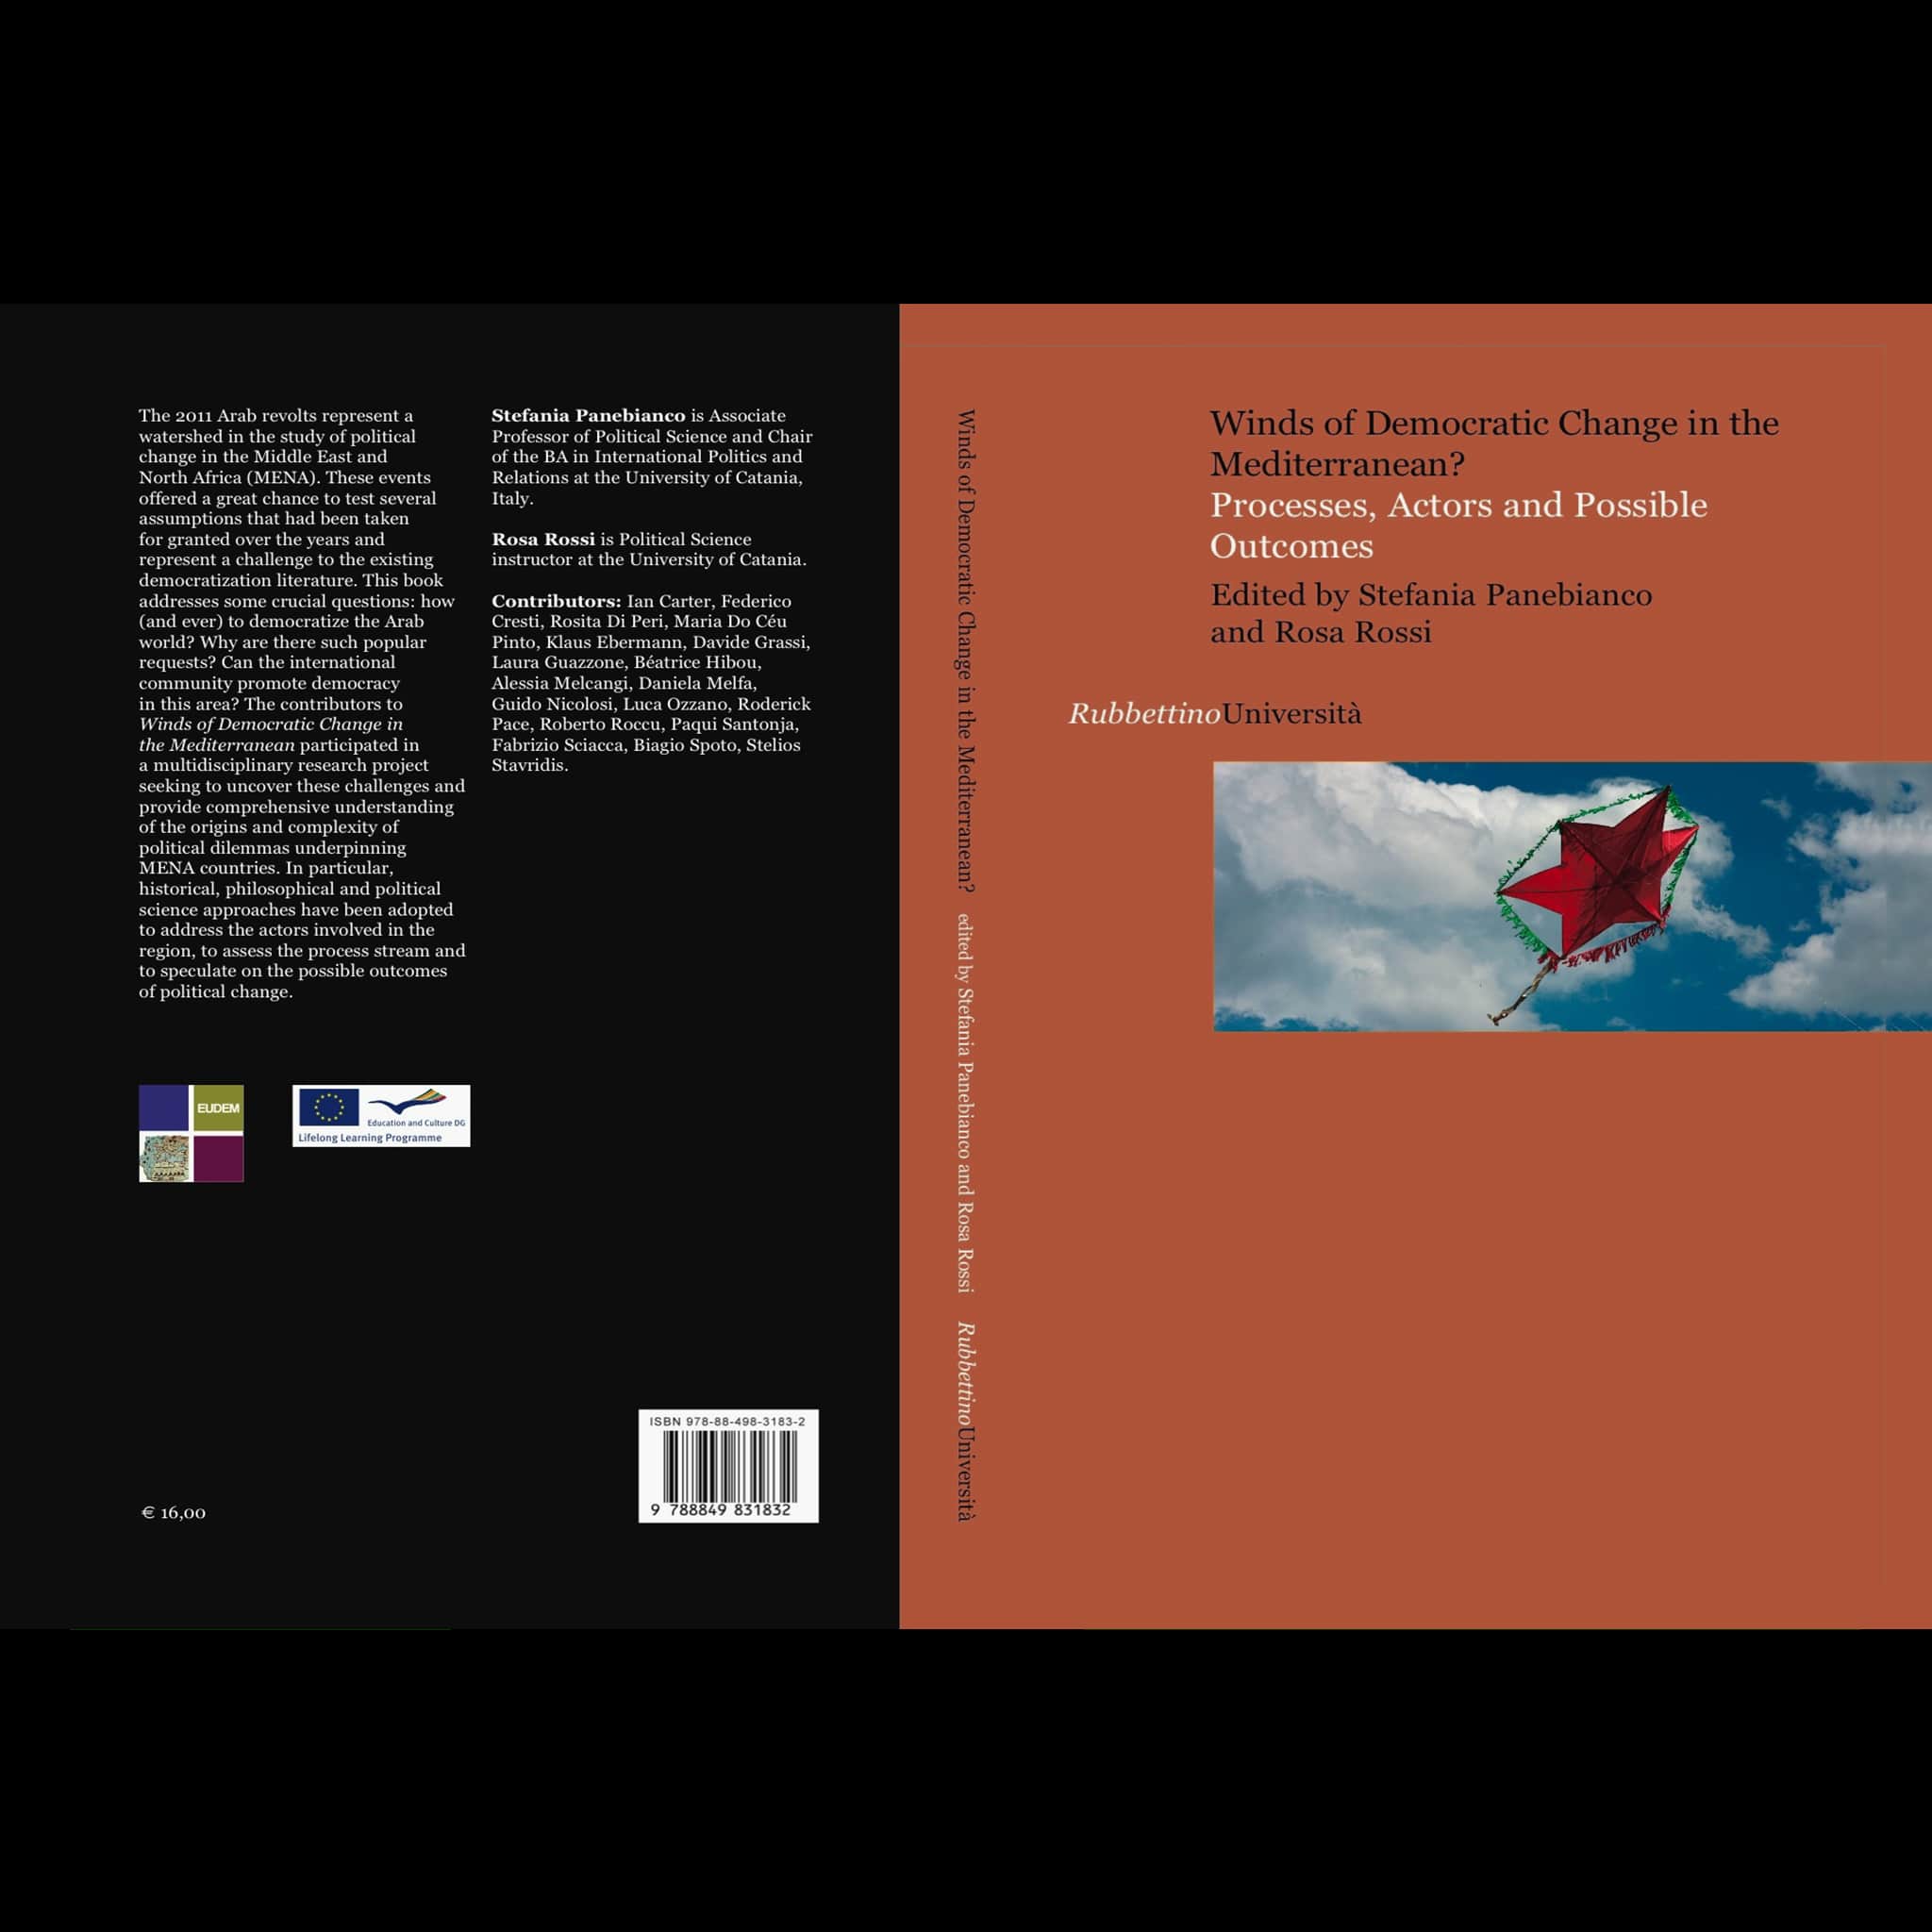 The 2011 Arab revolts represent a
watershed in the study of political
change in the Middle East and
North Africa (MENA). These events
offered a great chance to test several
assumptions that had been taken
for granted over the years and
represent a challenge to the existing
democratization literature. This book
addresses some crucial questions: how
(and ever) to democratize the Arab
world? Why are there such popular
requests? Can the international
community promote democracy
in this area? The contributors to
Winds of Democratic Change in
the Mediterranean participated in
a multidisciplinary research project
seeking to uncover these challenges and
provide comprehensive understanding
of the origins and complexity of
political dilemmas underpinning
MENA countries. In particular,
historical, philosophical and political
science approaches have been adopted
to address the actors involved in the
region, to assess the process stream and
to speculate on the possible outcomes
of political change.
Stefania Panebianco is Associate
Professor of Political Science and Chair
of the BA in International Politics and
Relations at the University of Catania,
Italy.
Rosa Rossi is Political Science
instructor at the University of Catania.
Contributors: Ian Carter, Federico
Cresti, Rosita Di Peri, Maria Do Céu
Pinto, Klaus Ebermann, Davide Grassi,
Laura Guazzone, Béatrice Hibou,
Alessia Melcangi, Daniela Melfa,
Guido Nicolosi, Luca Ozzano, Roderick
Pace, Roberto Roccu, Paqui Santonja,
Fabrizio Sciacca, Biagio Spoto, Stelios
Stavridis.
EUDEM
Education and Culture DG
Lifelong Learning Programme
€ 16,00
ISBN 978-88-498-3183-2
9 788849 831832
Winds of Democratic Change in the Mediterranean? edited by Stefania Panebianco and Rosa Rossi RubbettinoUniversità
Winds of Democratic Change in the
Mediterranean?
Processes, Actors and Possible
Outcomes
Edited by Stefania Panebianco
and Rosa Rossi
RubbettinoUniversità